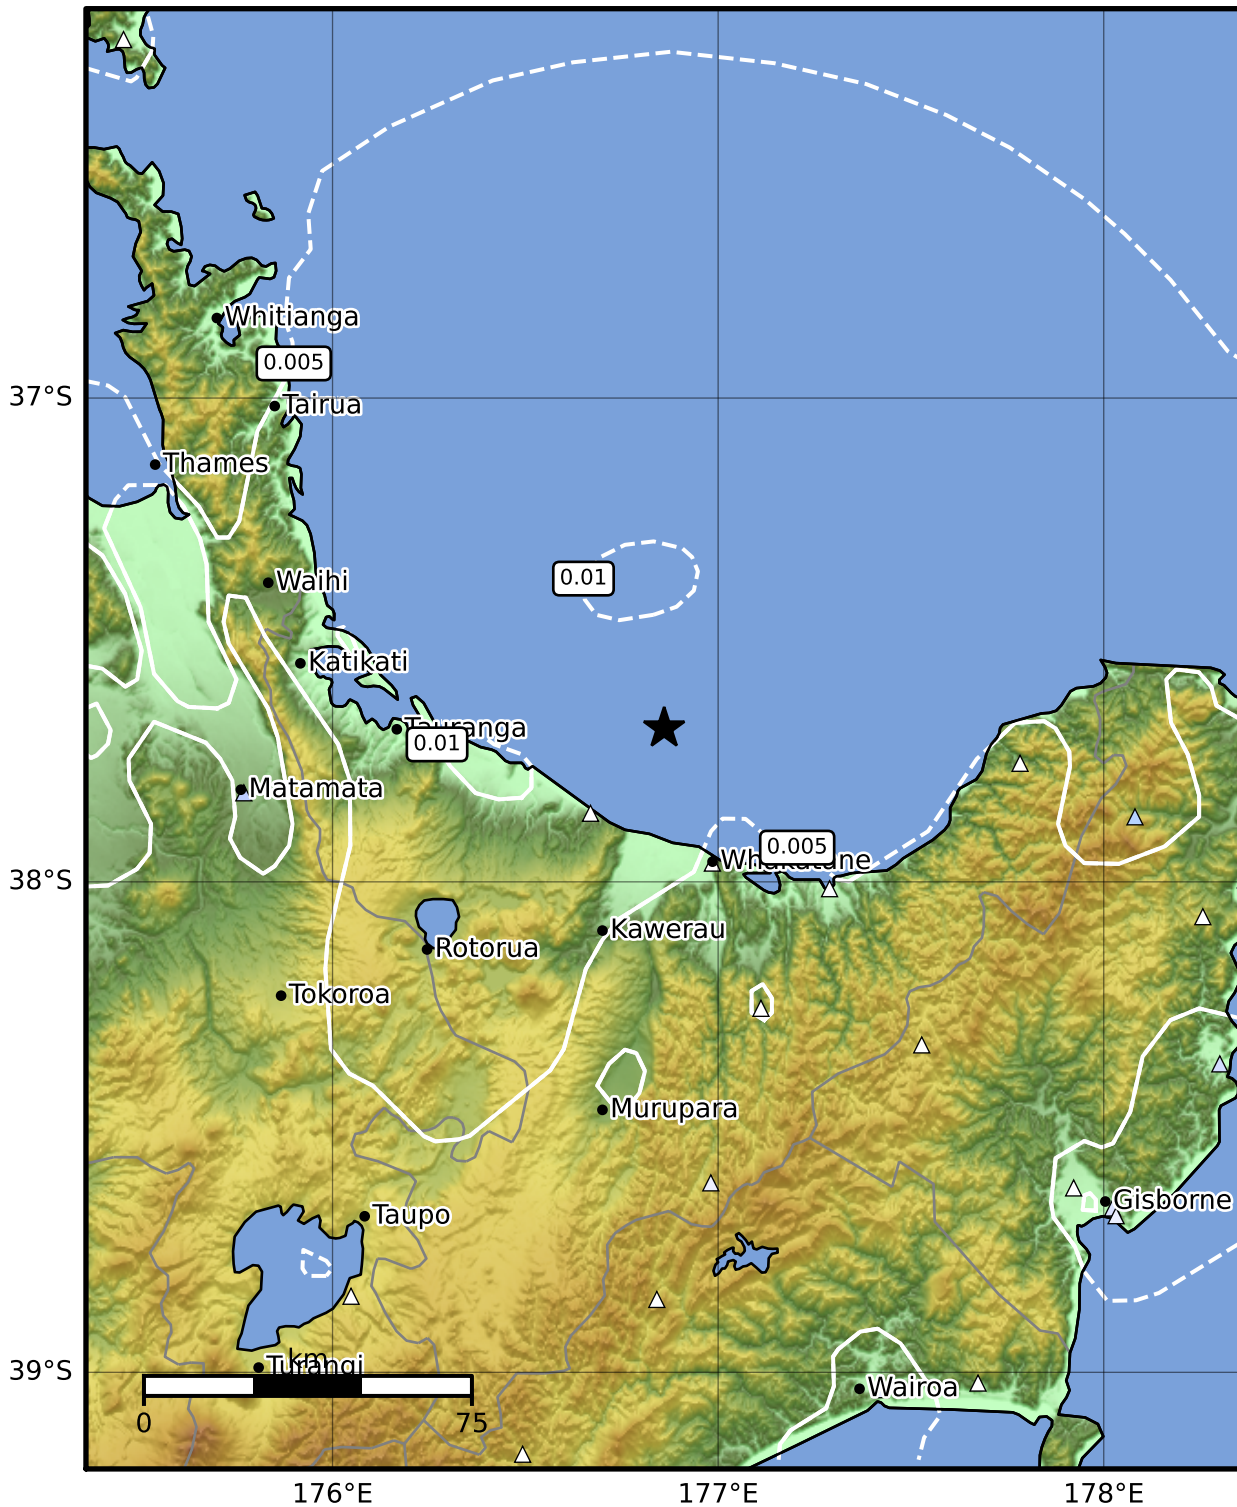 Whitianga
0.005
37°S
Tairua
Thames
Waihi
0.01
Katikati
Tauranga
0.01
Matamata
0.005
Whakatane
38°S
Kawerau
Rotorua
Tokoroa
Murupara
Gisborne
Taupo
km
Turangi
39°S
Wairoa
0
75
176°E
177°E
178°E